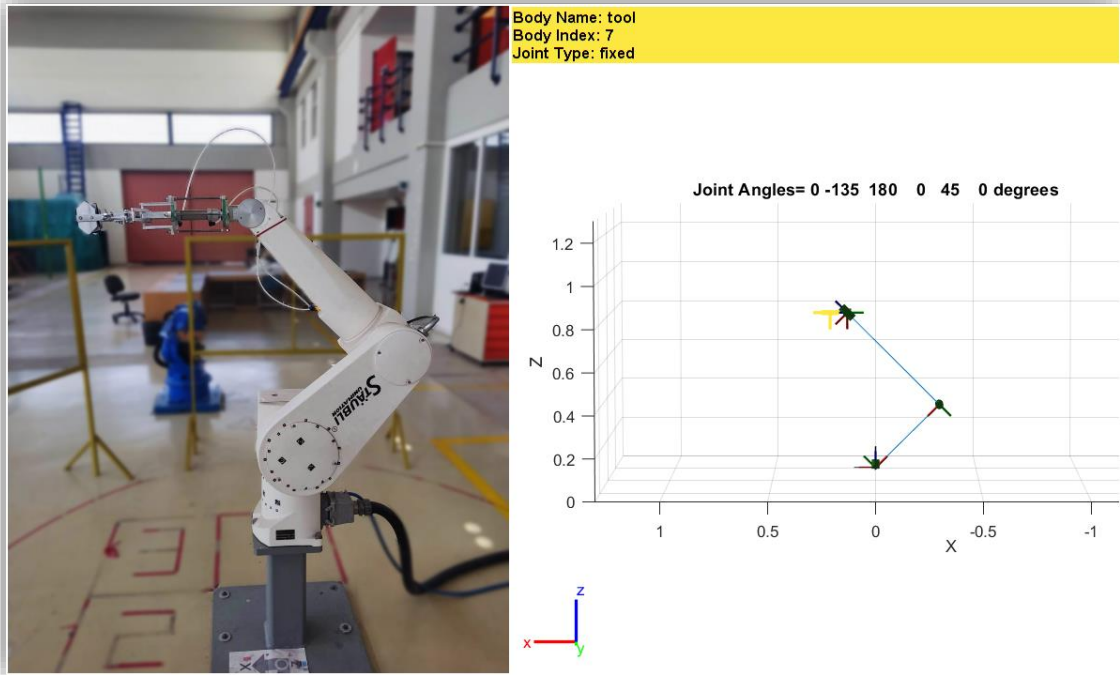 STÄUBLI
UNIMATION
X
Body Name: tool
Body Index: 7
Joint Type: fixed
Joint Angles= 0 -135 180 0 45 0 degrees
1.2
1
0.8
0.6
0.4
0.2
0
Z
1 0.5 0 -0.5 -1
X
z
x
y